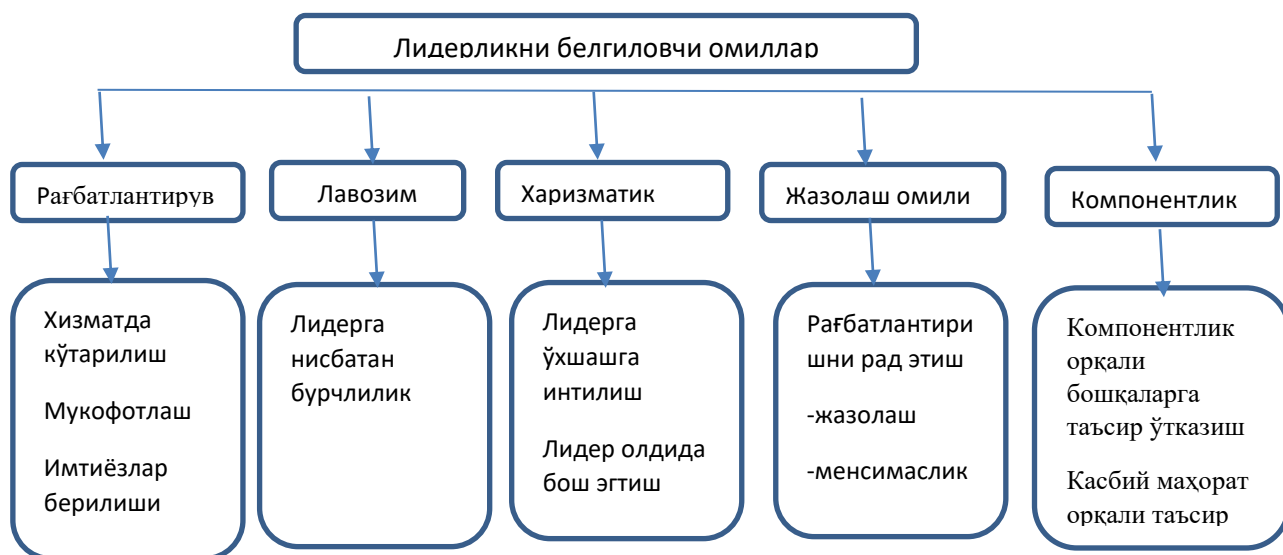 Лидерликни белгиловчи омиллар
Рағбатлантирув
Лавозим
Харизматик
Жазолаш омили
Компонентлик
Хизматда
кўтарилиш
Мукофотлаш
Имтиёзлар
берилиши
Лидерга
нисбатан
бурчлилик
Лидерга
ўхшашга
интилиш
Лидер олдида
бош эгтиш
Рағбатлантири
шни рад этиш
-жазолаш
-менсимаслик
Компонентлик
орқали
бошқаларга
таъсир ўтказиш
Касбий маҳорат
орқали таъсир